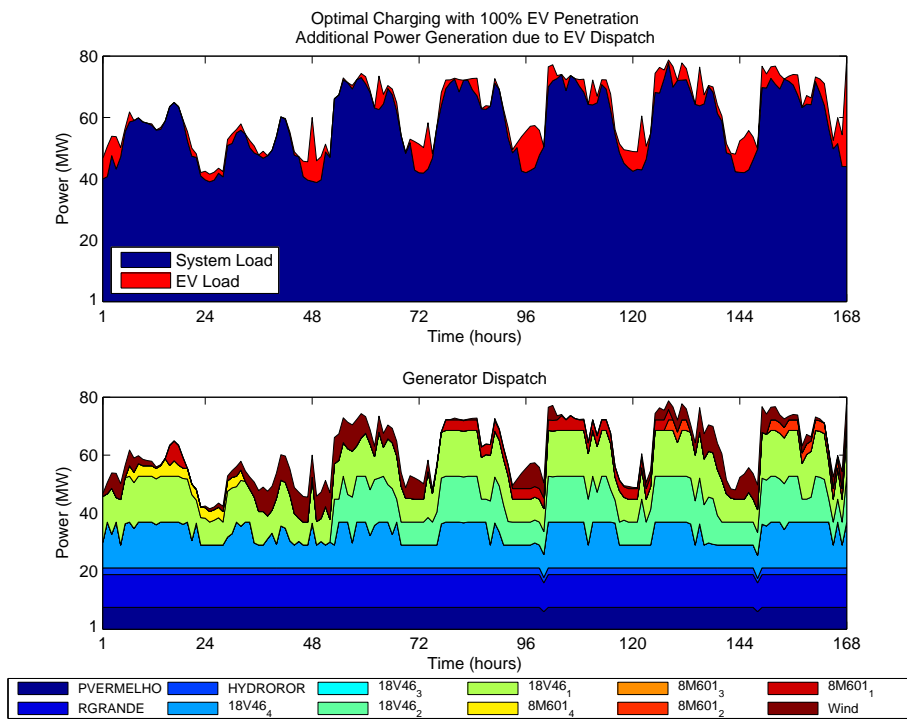 Optimal Charging with 100% EV Penetration
Additional Power Generation due to EV Dispatch
80
60
40
20
1
Power (MW)
System Load
EV Load
1 24 48 72 96 120 144 168
Time (hours)
Generator Dispatch
80
60
40
20
1
Power (MW)
1 24 48 72 96 120 144 168
Time (hours)
PVERMELHO HYDROROR 18V46₃ 18V46₁ 8M601₃ 8M601₁
RGRANDE 18V46₄ 18V46₂ 8M601₄ 8M601₂ Wind